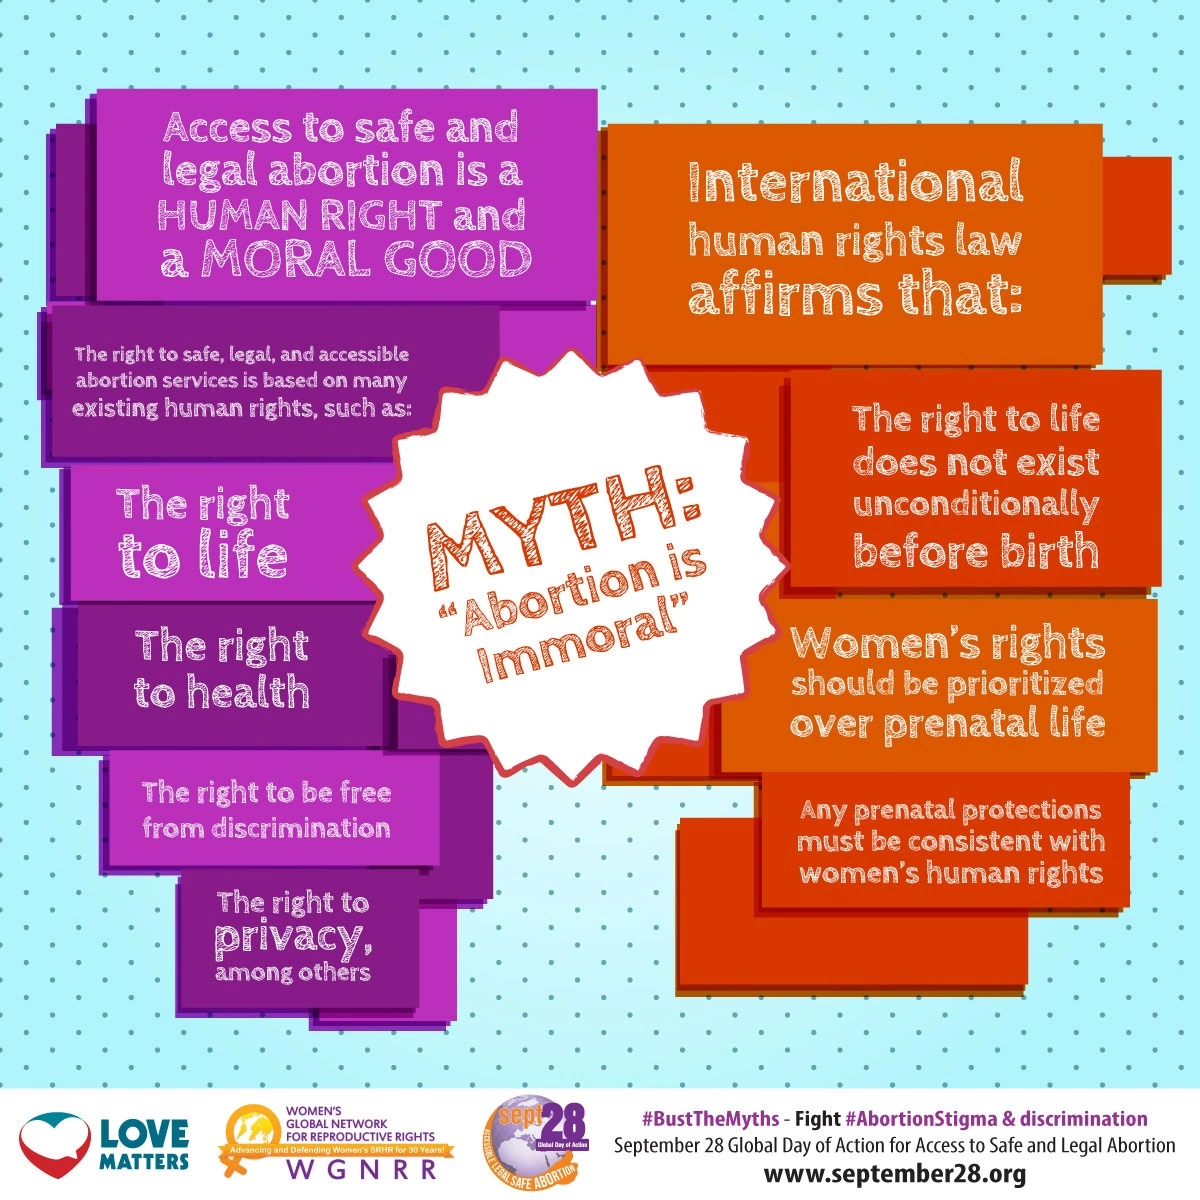 Access to safe and
legal abortion is a
HUMAN RIGHT and
a MORAL GOOD
The right to safe, legal, and accessible
abortion services is based on many
existing human rights, such as:
The right
to life
The right
to health
The right to be free
from discrimination
The right to
privacy,
among others
MYTH:
"Abortion is
Immoral"
International
human rights law
affirms that:
The right to life
does not exist
unconditionally
before birth
Women's rights
should be prioritized
over prenatal life
Any prenatal protections
must be consistent with
women's human rights
LOVE
MATTERS
WOMEN'S
GLOBAL NETWORK
FOR REPRODUCTIVE RIGHTS
Advancing and Defending Women's SRHR for 30 Years!
WGNRR
sept 28
Global Day of Action
ACCESSIBLE LEGAL SAFE ABORTION
#BustTheMyths - Fight #AbortionStigma & discrimination
September 28 Global Day of Action for Access to Safe and Legal Abortion
www.september28.org